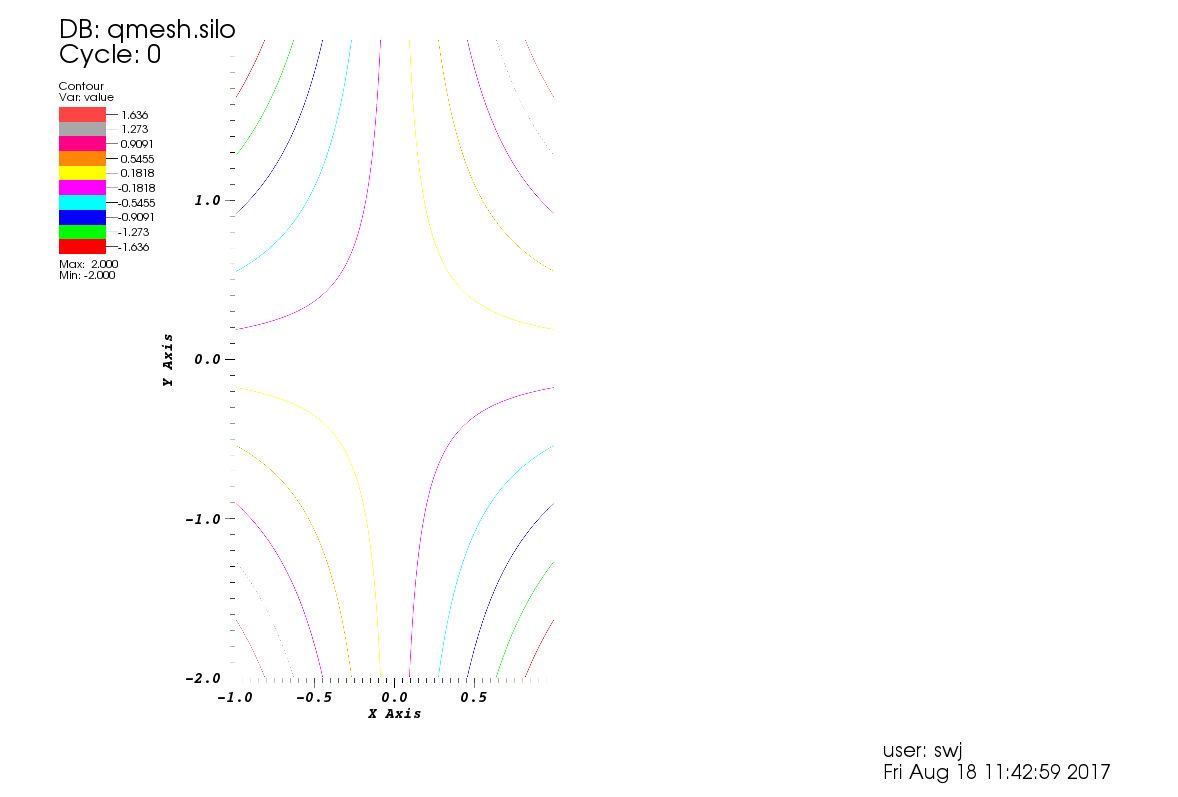 DB: qmesh.silo
Cycle: 0
Contour
Var: value
1.636
1.273
0.9091
0.5455
0.1818
-0.1818
-0.5455
-0.9091
-1.273
-1.636
Max: 2.000
Min: -2.000
1.0
0.0
-1.0
-2.0
Y Axis
-1.0 -0.5 0.0 0.5
X Axis
user: swj
Fri Aug 18 11:42:59 2017